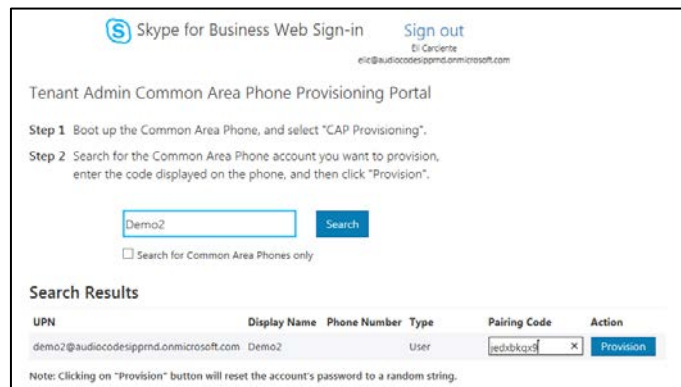 Skype for Business Web Sign-in
Sign out
Eli Carciente
elic@audiocodesipprnd.onmicrosoft.com
Tenant Admin Common Area Phone Provisioning Portal
Step 1 Boot up the Common Area Phone, and select "CAP Provisioning".
Step 2 Search for the Common Area Phone account you want to provision,
enter the code displayed on the phone, and then click "Provision".
Demo2
Search
Search for Common Area Phones only
Search Results
UPN Display Name Phone Number Type Pairing Code Action
demo2@audiocodesipprnd.onmicrosoft.com Demo2 User jedxbkqx9 × Provision
Note: Clicking on "Provision" button will reset the account's password to a random string.